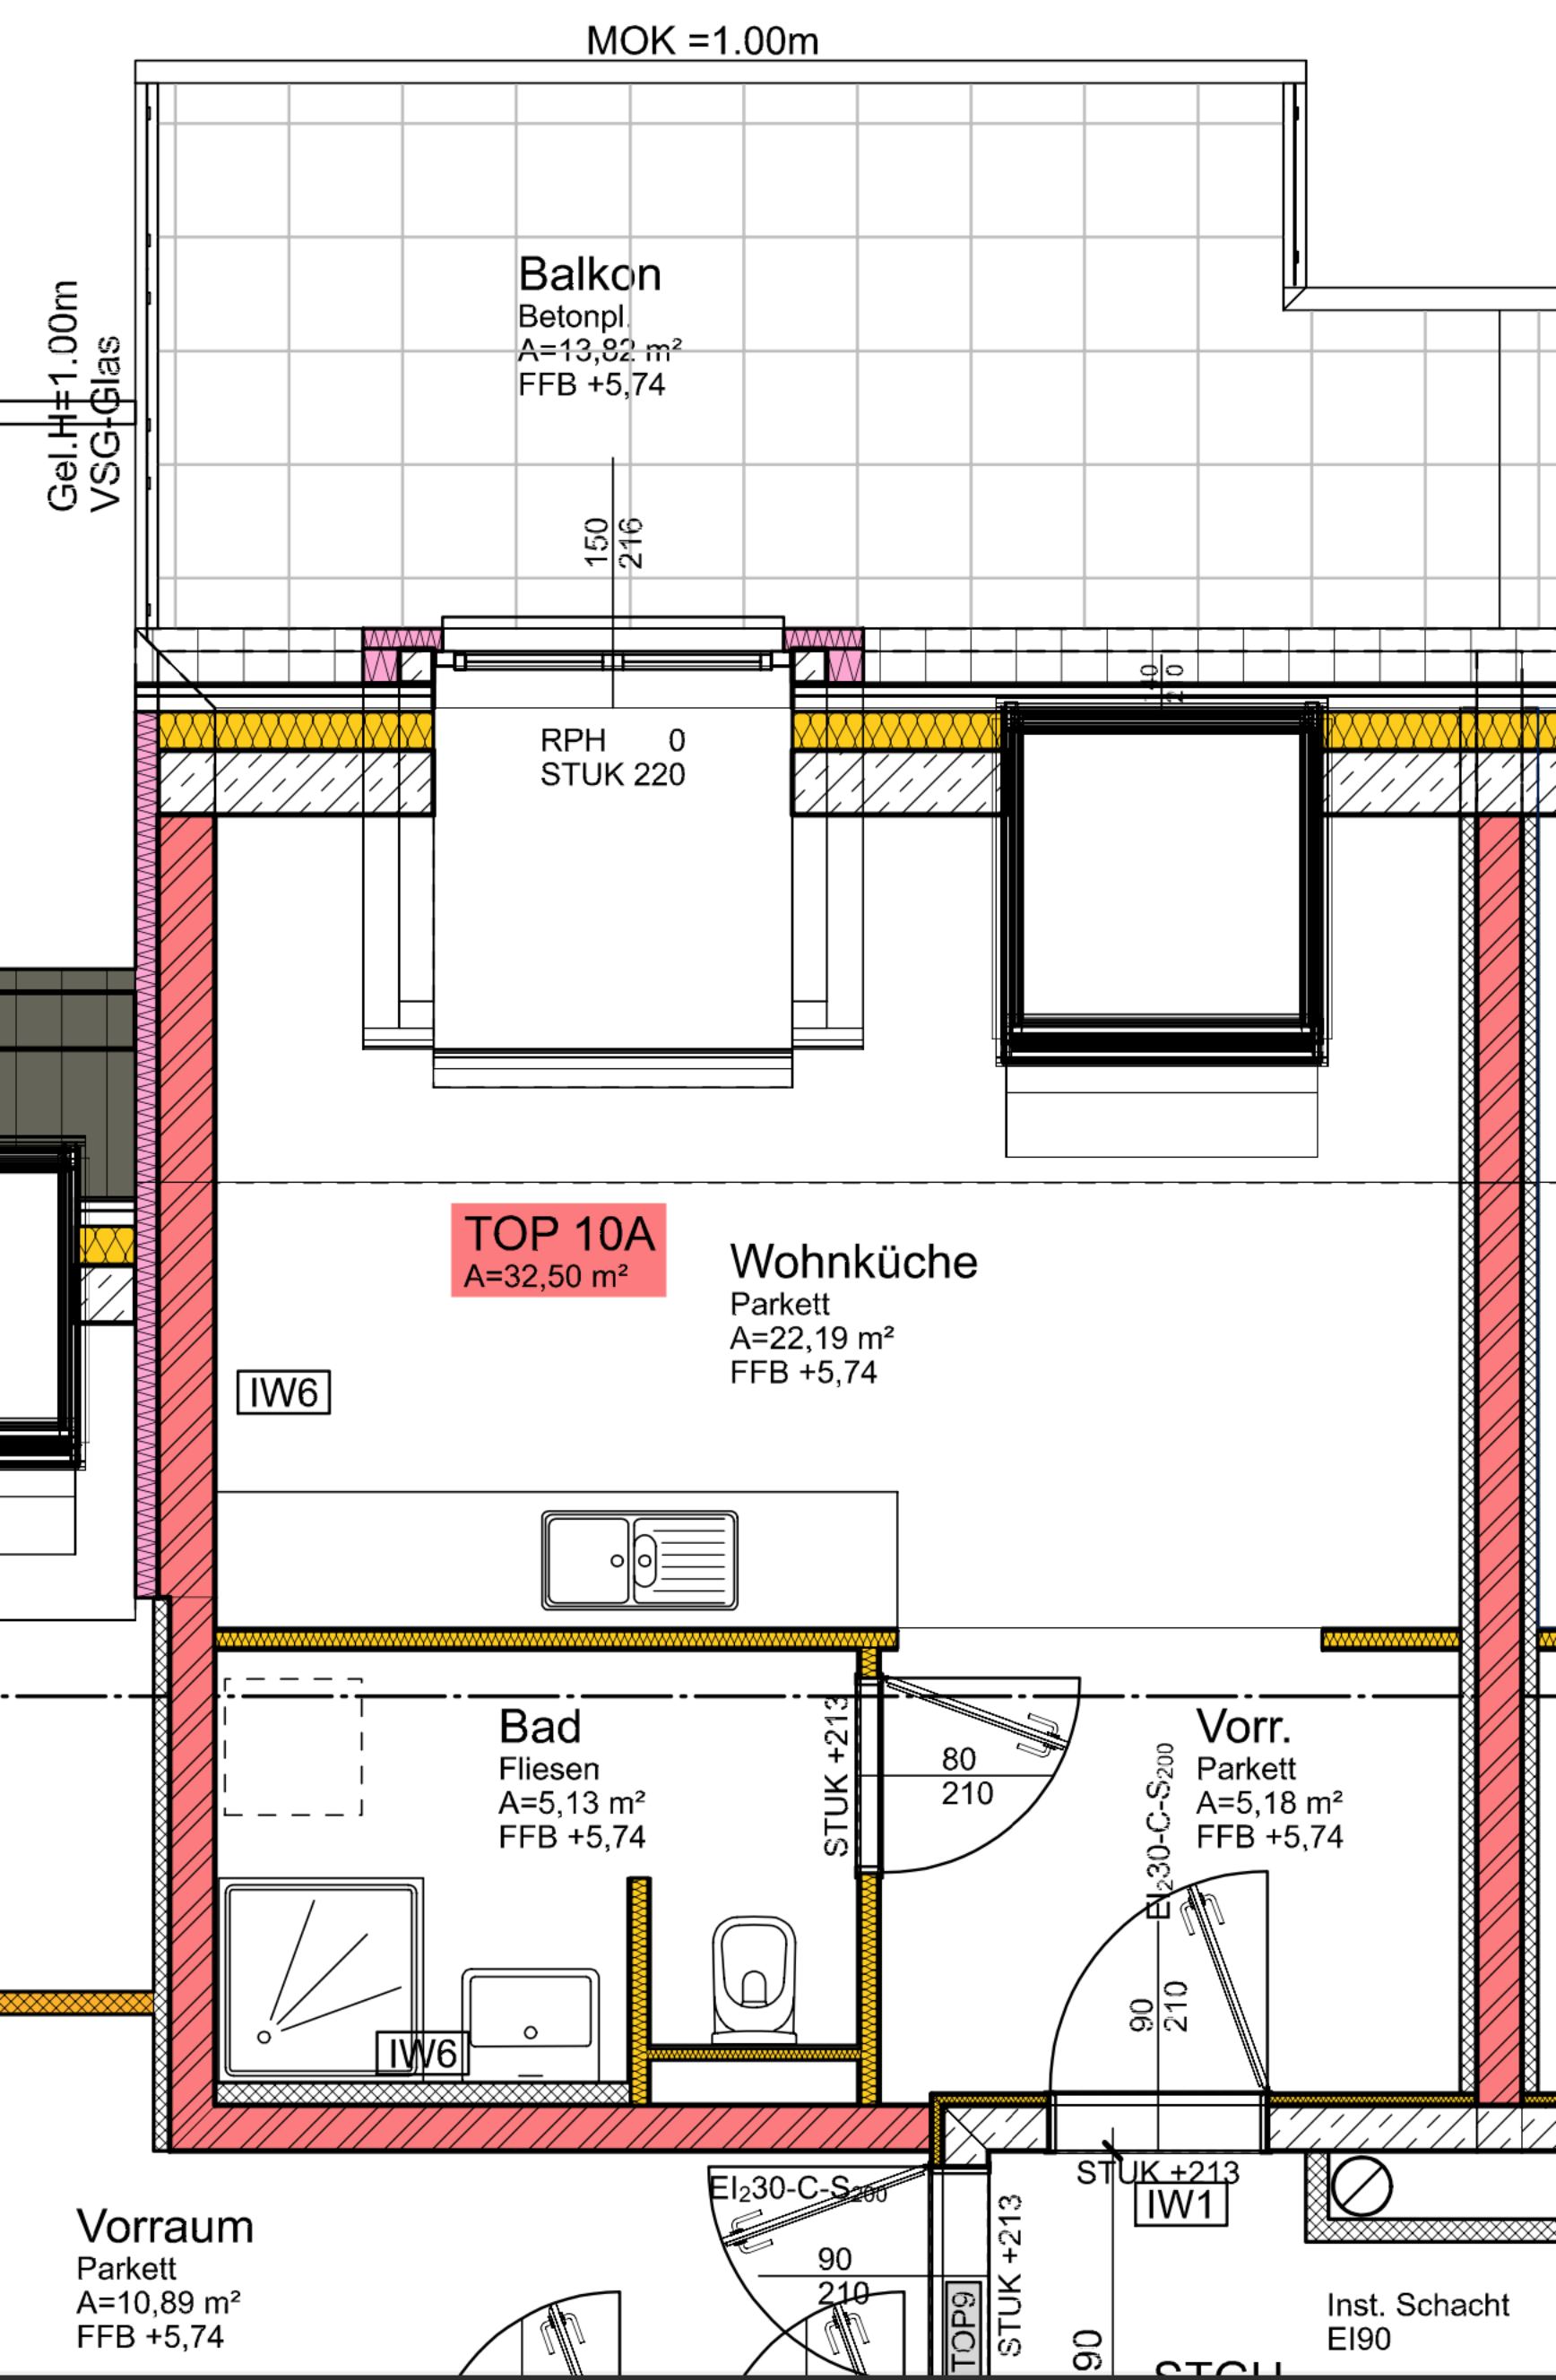 MOK =1.00m
Gel.H=1.00m
VSG-Glas
Balkon
Betonpl.
A=13,82 m²
FFB +5,74
150
216
RPH 0
STUK 220
TOP 10A
A=32,50 m²
Wohnküche
Parkett
A=22,19 m²
FFB +5,74
IW6
Bad
Fliesen
A=5,13 m²
FFB +5,74
STUK +213
80
210
Vorr.
Parkett
A=5,18 m²
FFB +5,74
EI₂30-C-S₂₀₀
90
210
IW6
STUK +213
IW1
EI₂30-C-S₂₀₀
90
210
STUK +213
TOP9
90
Vorraum
Parkett
A=10,89 m²
FFB +5,74
Inst. Schacht
EI90